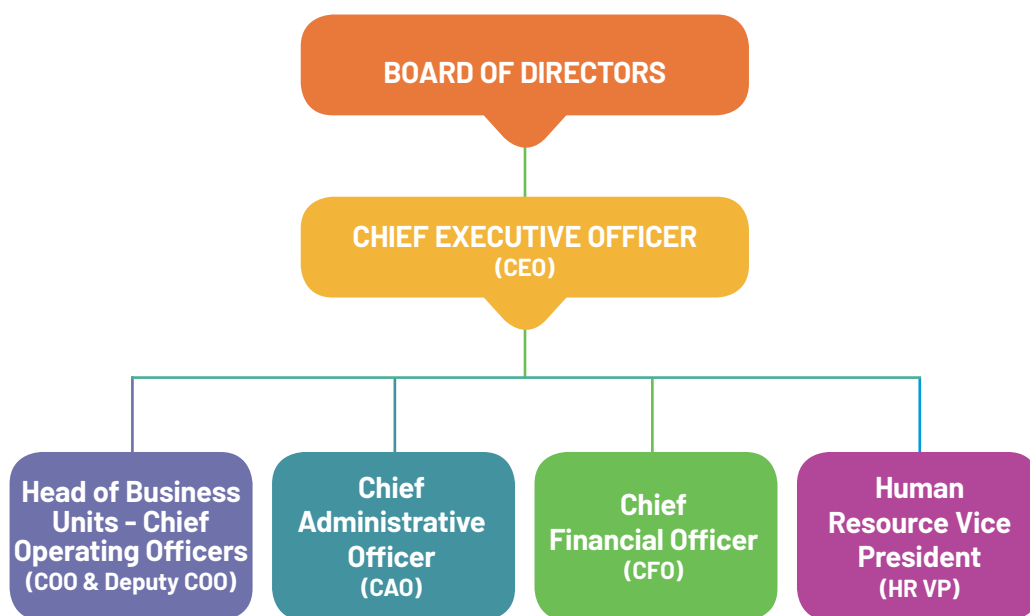 BOARD OF DIRECTORS
CHIEF EXECUTIVE OFFICER
(CEO)
Head of Business
Units - Chief
Operating Officers
(COO & Deputy COO)
Chief
Administrative
Officer
(CAO)
Chief
Financial Officer
(CFO)
Human
Resource Vice
President
(HR VP)